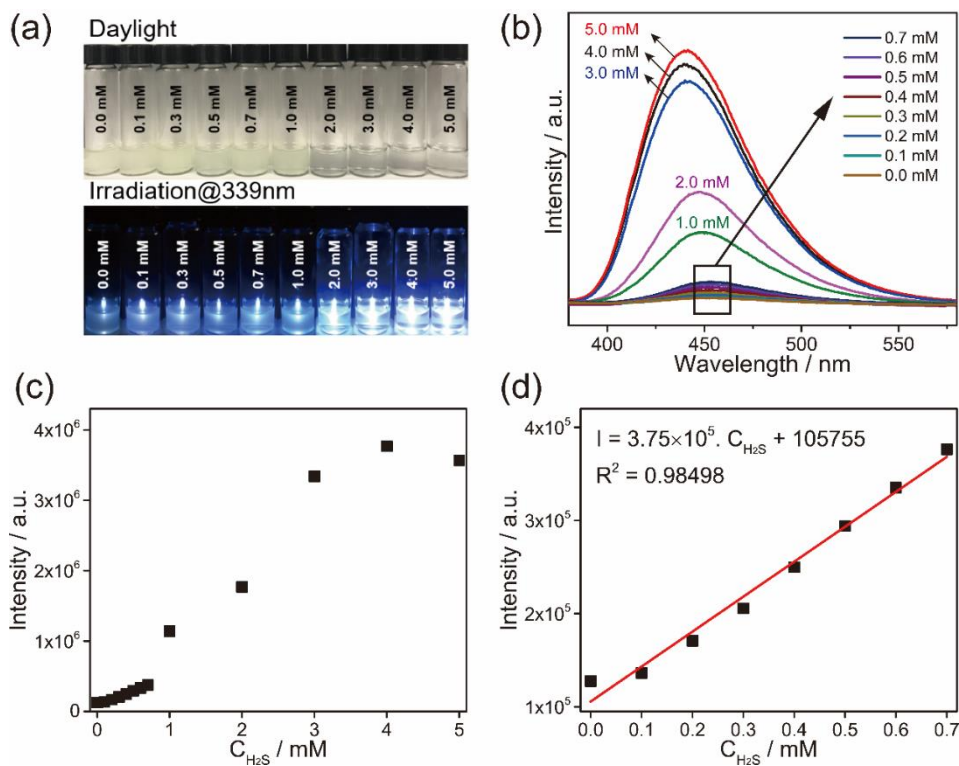 (a)
Daylight
0.0 mM
0.1 mM
0.3 mM
0.5 mM
0.7 mM
1.0 mM
2.0 mM
3.0 mM
4.0 mM
5.0 mM
Irradiation@339nm
0.0 mM
0.1 mM
0.3 mM
0.5 mM
0.7 mM
1.0 mM
2.0 mM
3.0 mM
4.0 mM
5.0 mM
(b)
Intensity / a.u.
5.0 mM
4.0 mM
3.0 mM
2.0 mM
1.0 mM
0.7 mM
0.6 mM
0.5 mM
0.4 mM
0.3 mM
0.2 mM
0.1 mM
0.0 mM
400 450 500 550
Wavelength / nm
(c)
Intensity / a.u.
4x10⁶
3x10⁶
2x10⁶
1x10⁶
0
0 1 2 3 4 5
C_H₂S / mM
(d)
Intensity / a.u.
I = 3.75×10⁵. C_H₂S + 105755
R² = 0.98498
4x10⁵
3x10⁵
2x10⁵
1x10⁵
0.0 0.1 0.2 0.3 0.4 0.5 0.6 0.7
C_H₂S / mM